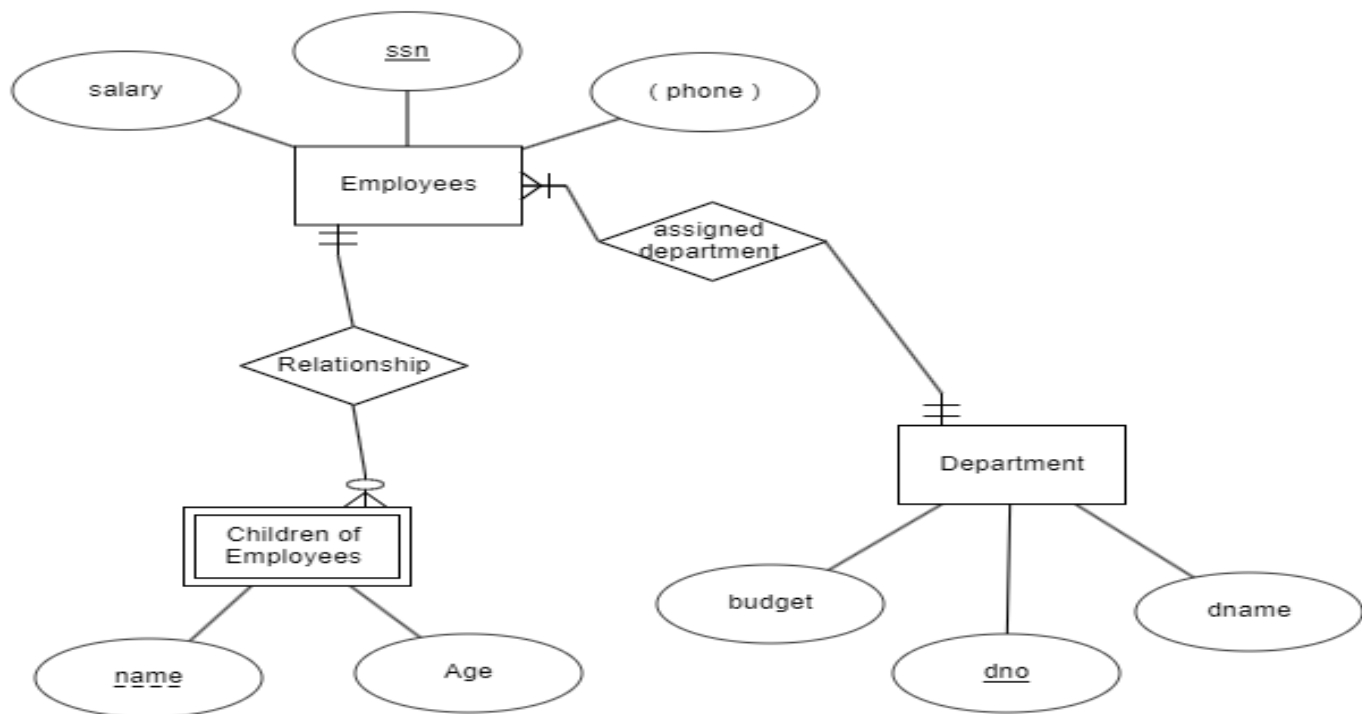 ssn
salary
( phone )
Employees
assigned
department
Relationship
Department
Children of
Employees
budget
dname
name
Age
dno